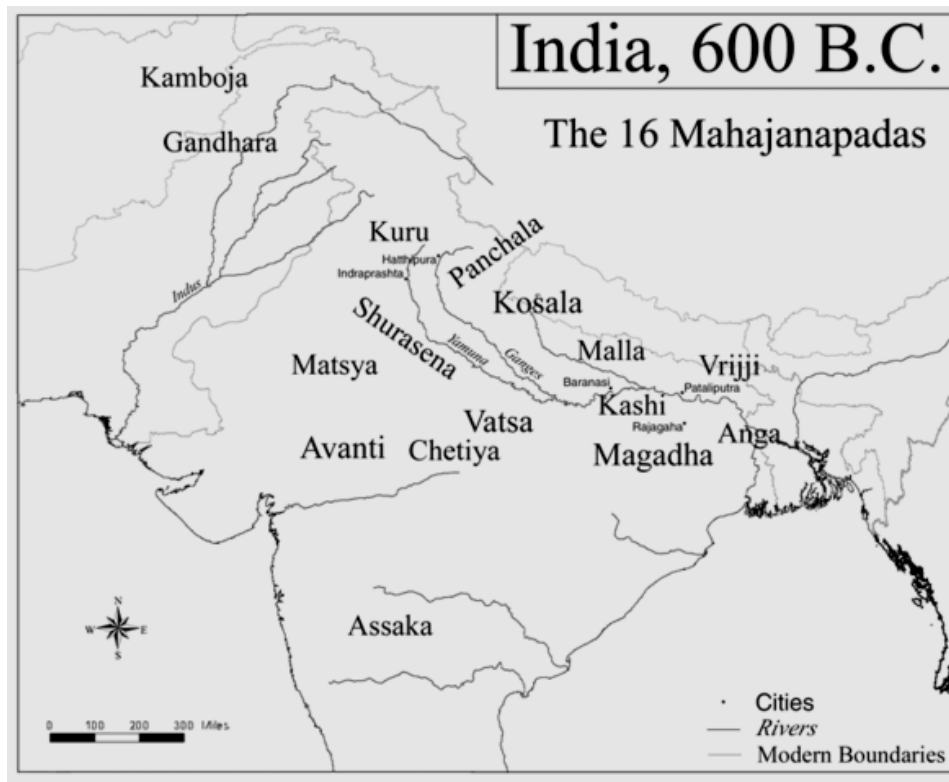 India, 600 B.C.
The 16 Mahajanapadas
Kamboja
Gandhara
Kuru
Hatthipura
Panchala
Indraprashta
Indus
Kosala
Shurasena
Yamuna
Ganges
Malla
Matsya
Vrijji
Baranasi
Pataliputra
Kashi
Vatsa
Rajagaha
Anga
Avanti
Chetiya
Magadha
Assaka
N
W
E
S
0 100 200 300 Miles
Cities
Rivers
Modern Boundaries